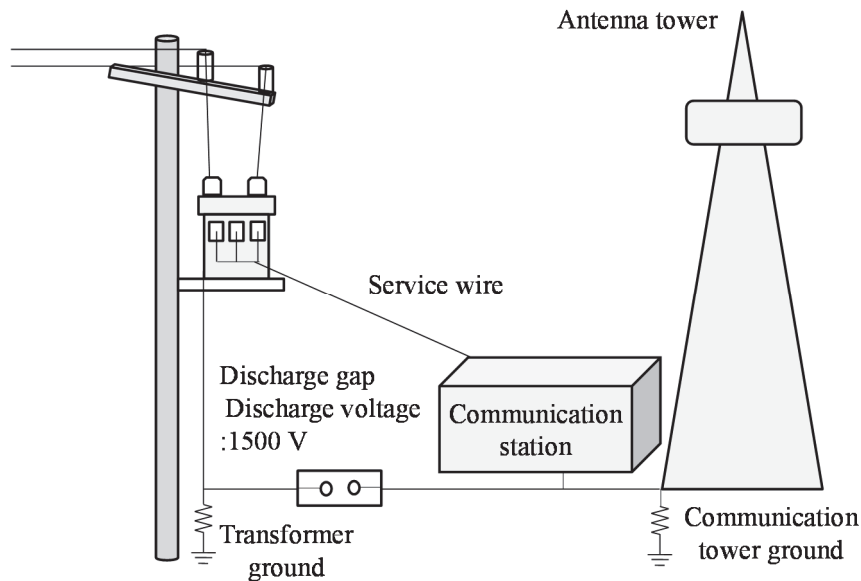 Antenna tower
Service wire
Discharge gap
Discharge voltage
:1500 V
Communication
station
Transformer
ground
Communication
tower ground